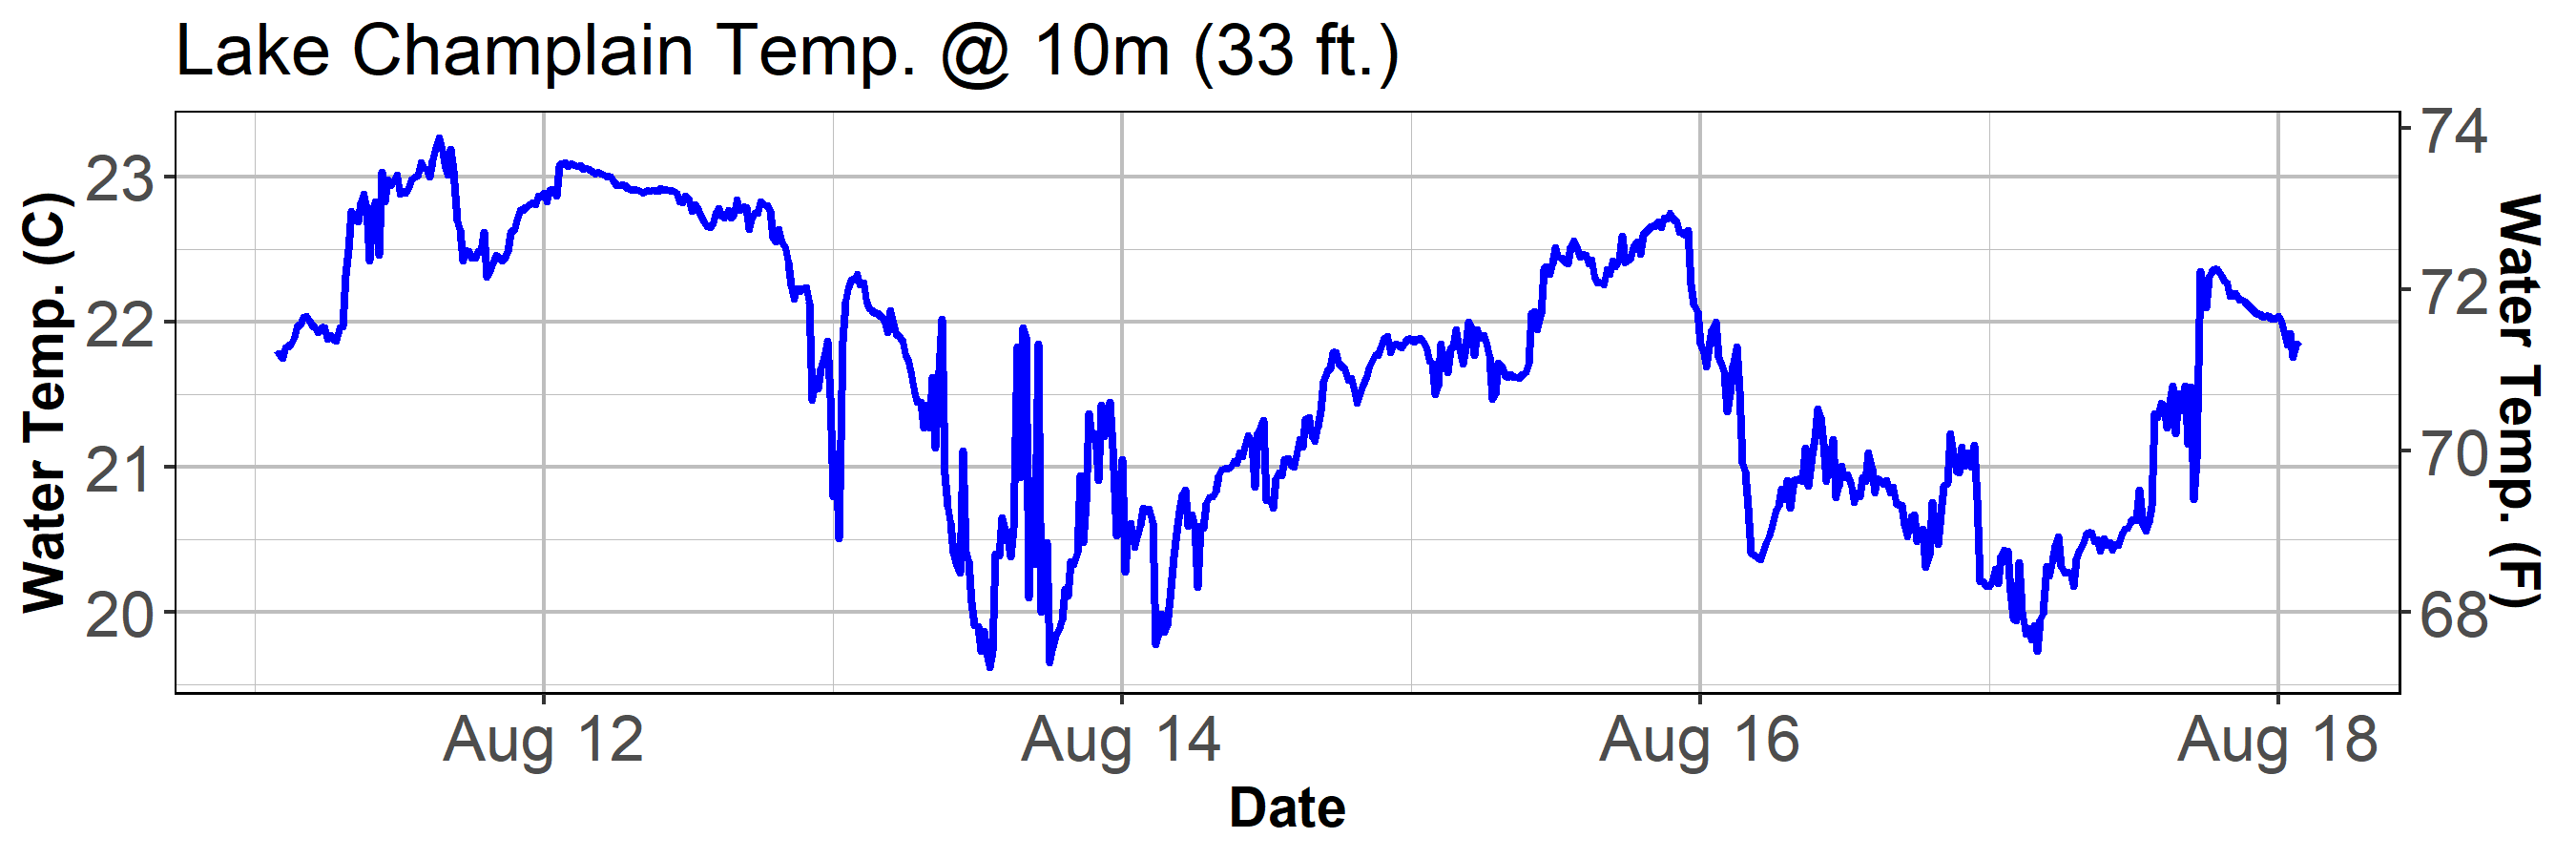 Lake Champlain Temp. @ 10m (33 ft.)
Water Temp. (C)
23
22
21
20
74
72
70
68
Water Temp. (F)
Aug 12 Aug 14 Aug 16 Aug 18
Date